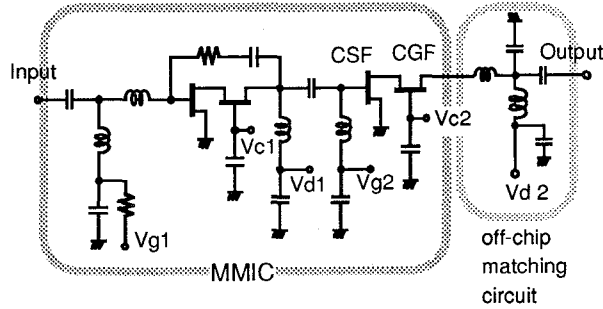 Input
CSF
CGF
Output
Vc1
Vc2
Vd1
Vg2
Vd 2
Vg1
MMIC
off-chip
matching
circuit